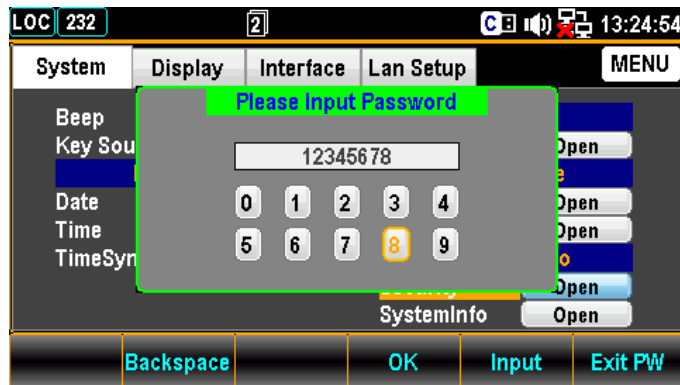 LOC 232 2 C 13:24:54
System Display Interface Lan Setup MENU
Please Input Password
Beep
Key Sou Open
12345678
Date Open
0 1 2 3 4
Time Open
5 6 7 8 9
TimeSyn
Open
SystemInfo Open
Backspace OK Input Exit PW